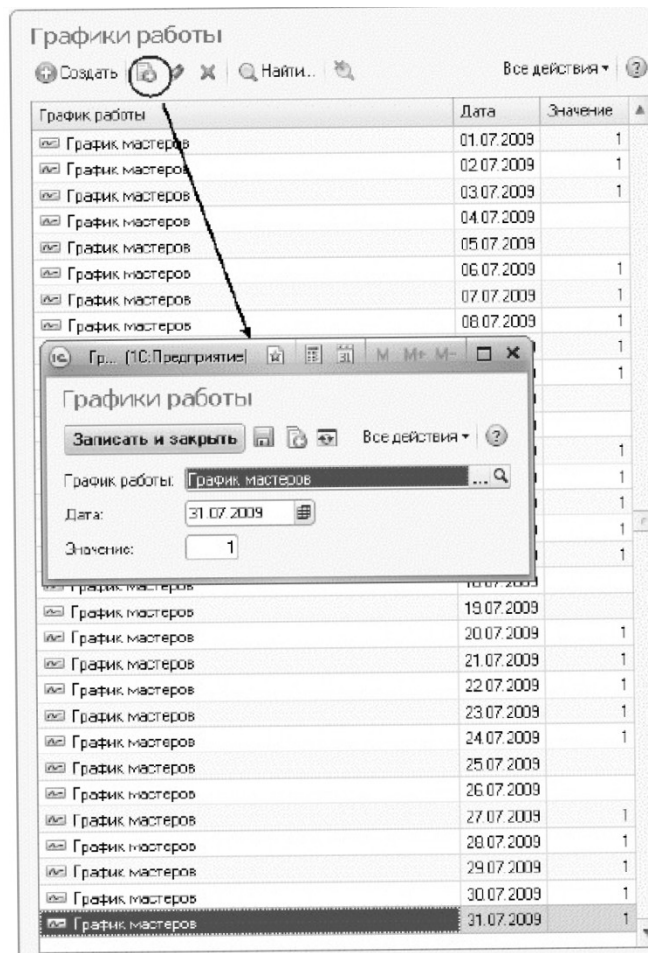 Графики работы
Создать Найти... Все действия ?
График работы Дата Значение
График мастеров 01.07.2009 1
График мастеров 02.07.2009 1
График мастеров 03.07.2009 1
График мастеров 04.07.2009
График мастеров 05.07.2009
График мастеров 06.07.2009 1
График мастеров 07.07.2009 1
График мастеров 08.07.2009 1
1С Гр... (1С:Предприятие) 31 M M+ M- 1
1
Графики работы
Записать и закрыть Все действия ?
1
График работы: График мастеров ... 1
Дата: 31.07.2009 1
1
Значение: 1 1
График мастеров 18.07.2009
График мастеров 19.07.2009
График мастеров 20.07.2009 1
График мастеров 21.07.2009 1
График мастеров 22.07.2009 1
График мастеров 23.07.2009 1
График мастеров 24.07.2009 1
График мастеров 25.07.2009
График мастеров 26.07.2009
График мастеров 27.07.2009 1
График мастеров 28.07.2009 1
График мастеров 29.07.2009 1
График мастеров 30.07.2009 1
График мастеров 31.07.2009 1